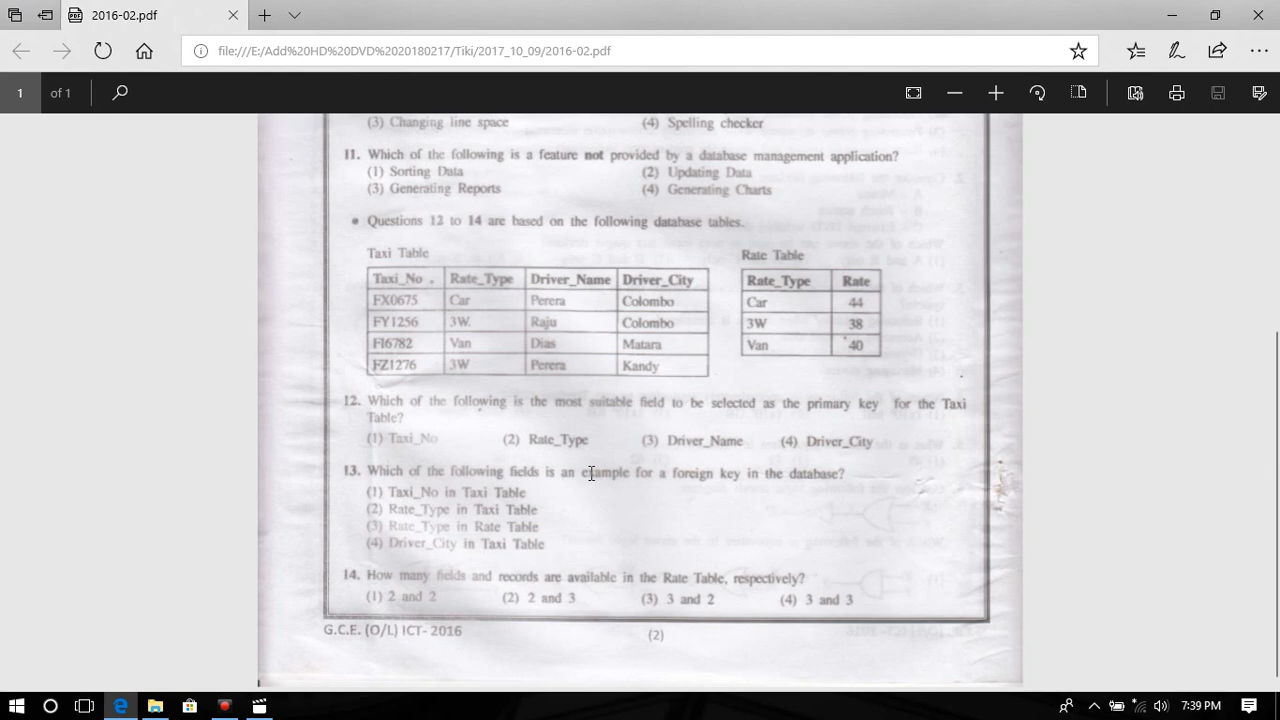 2016-02.pdf
file:///E:/Add%20HD%20DVD%2020180217/Tiki/2017_10_09/2016-02.pdf
1 of 1
(3) Changing line space (4) Spelling checker
11. Which of the following is a feature not provided by a database management application?
(1) Sorting Data (2) Updating Data
(3) Generating Reports (4) Generating Charts
• Questions 12 to 14 are based on the following database tables.
Taxi Table Rate Table
Taxi_No Rate_Type Driver_Name Driver_City Rate_Type Rate
FX0675 Car Perera Colombo Car 44
FY1256 3W Raju Colombo 3W 38
FI6782 Van Dias Matara Van 40
FZ1276 3W Perera Kandy
12. Which of the following is the most suitable field to be selected as the primary key for the Taxi
Table?
(1) Taxi_No (2) Rate_Type (3) Driver_Name (4) Driver_City
13. Which of the following fields is an example for a foreign key in the database?
(1) Taxi_No in Taxi Table
(2) Rate_Type in Taxi Table
(3) Rate_Type in Rate Table
(4) Driver_City in Taxi Table
14. How many fields and records are available in the Rate Table, respectively?
(1) 2 and 2 (2) 2 and 3 (3) 3 and 2 (4) 3 and 3
G.C.E. (O/L) ICT- 2016 (2)
7:39 PM